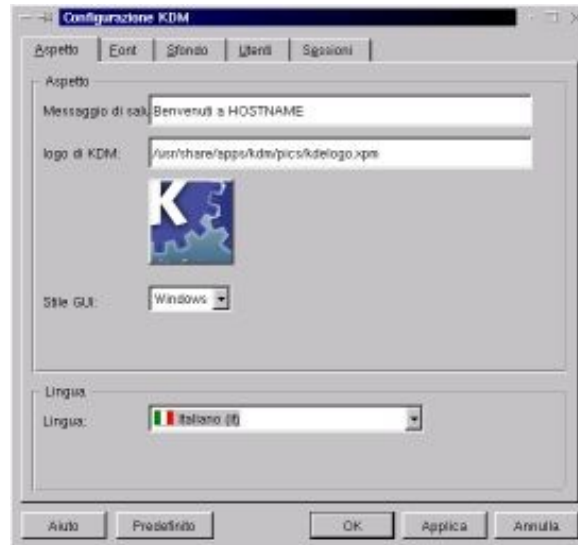 Configurazione KDM
Aspetto Font Sfondo Utenti Sessioni
Aspetto
Messaggio di salu Benvenuti a HOSTNAME
logo di KDM: /usr/share/apps/kdm/pics/kdelogo.xpm
K
Stile GUI: Windows
Lingua
Lingua: Italiano (it)
Aiuto Predefinito OK Applica Annulla